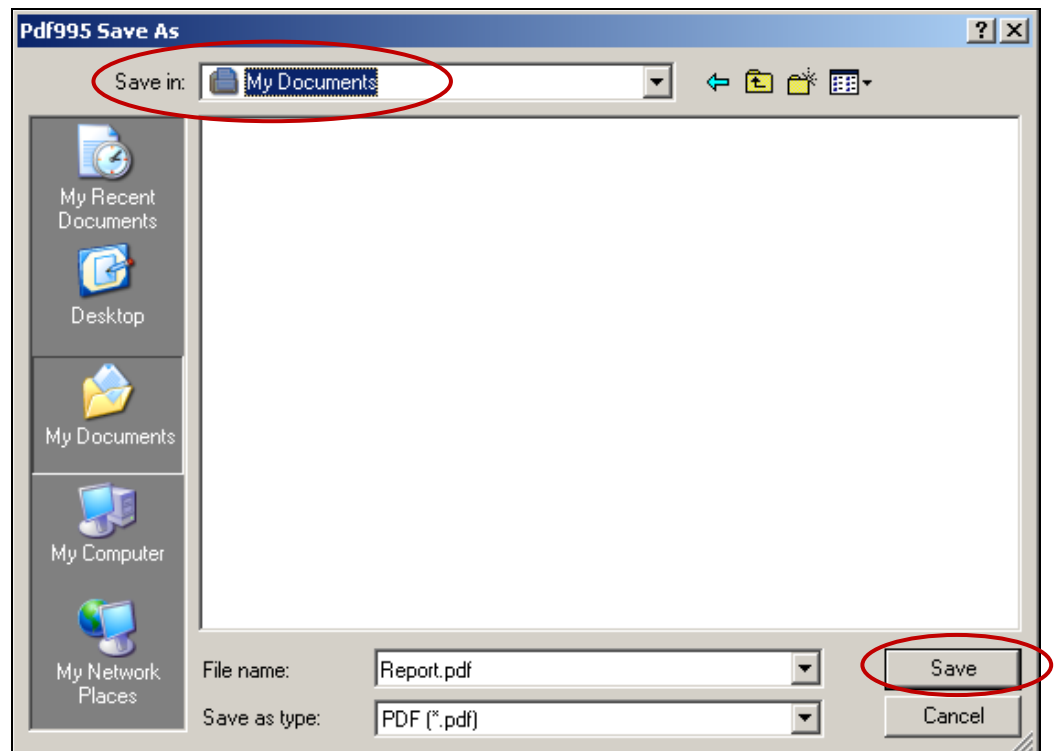 Pdf995 Save As
Save in: My Documents
My Recent
Documents
Desktop
My Documents
My Computer
My Network
Places
File name: Report.pdf Save
Save as type: PDF (*.pdf) Cancel